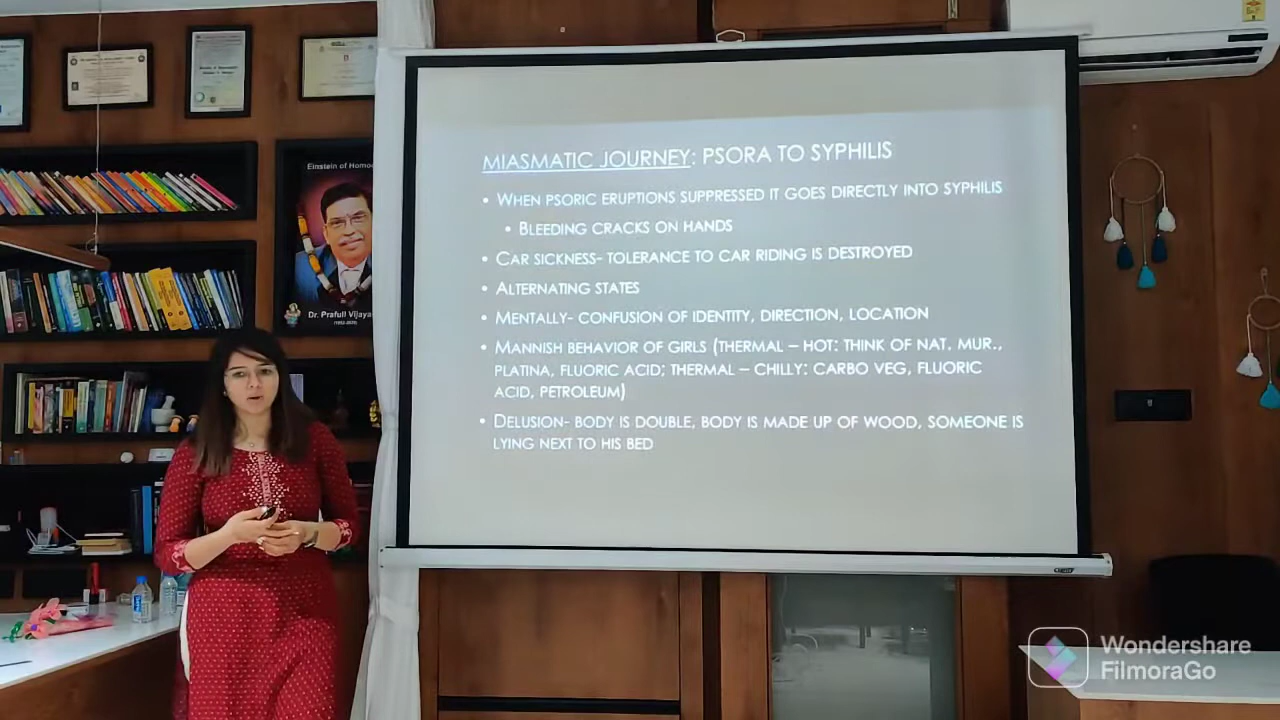 Einstein of Homoe
Dr. Prafull Vijaya
MIASMATIC JOURNEY: PSORA TO SYPHILIS
• WHEN PSORIC ERUPTIONS SUPPRESSED IT GOES DIRECTLY INTO SYPHILIS
• BLEEDING CRACKS ON HANDS
• CAR SICKNESS- TOLERANCE TO CAR RIDING IS DESTROYED
• ALTERNATING STATES
• MENTALLY- CONFUSION OF IDENTITY, DIRECTION, LOCATION
• MANNISH BEHAVIOR OF GIRLS (THERMAL – HOT: THINK OF NAT. MUR.,
PLATINA, FLUORIC ACID; THERMAL – CHILLY: CARBO VEG, FLUORIC
ACID, PETROLEUM)
• DELUSION- BODY IS DOUBLE, BODY IS MADE UP OF WOOD, SOMEONE IS
LYING NEXT TO HIS BED
Wondershare
FilmoraGo